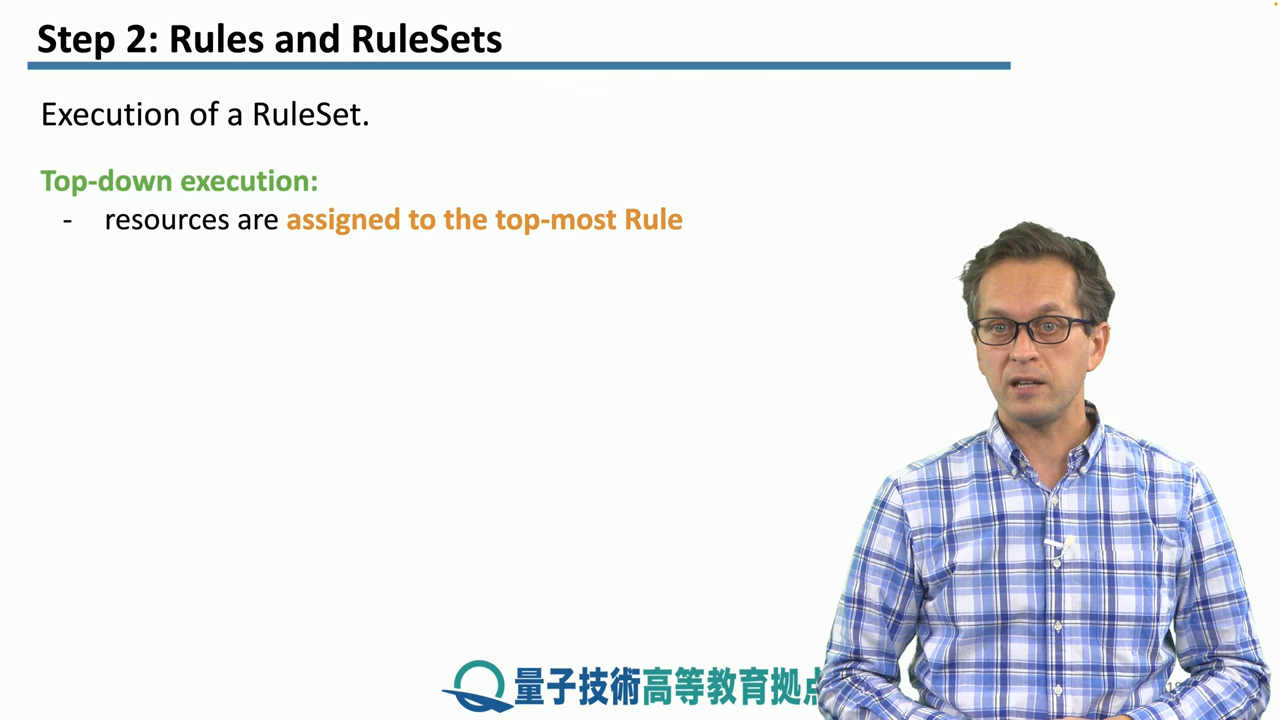 Step 2: Rules and RuleSets
Execution of a RuleSet.
Top-down execution:
- resources are assigned to the top-most Rule
量子技術高等教育拠点